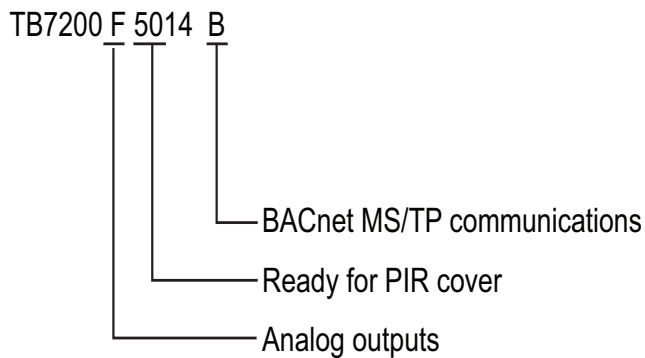 TB7200 F 5014 B
BACnet MS/TP communications
Ready for PIR cover
Analog outputs